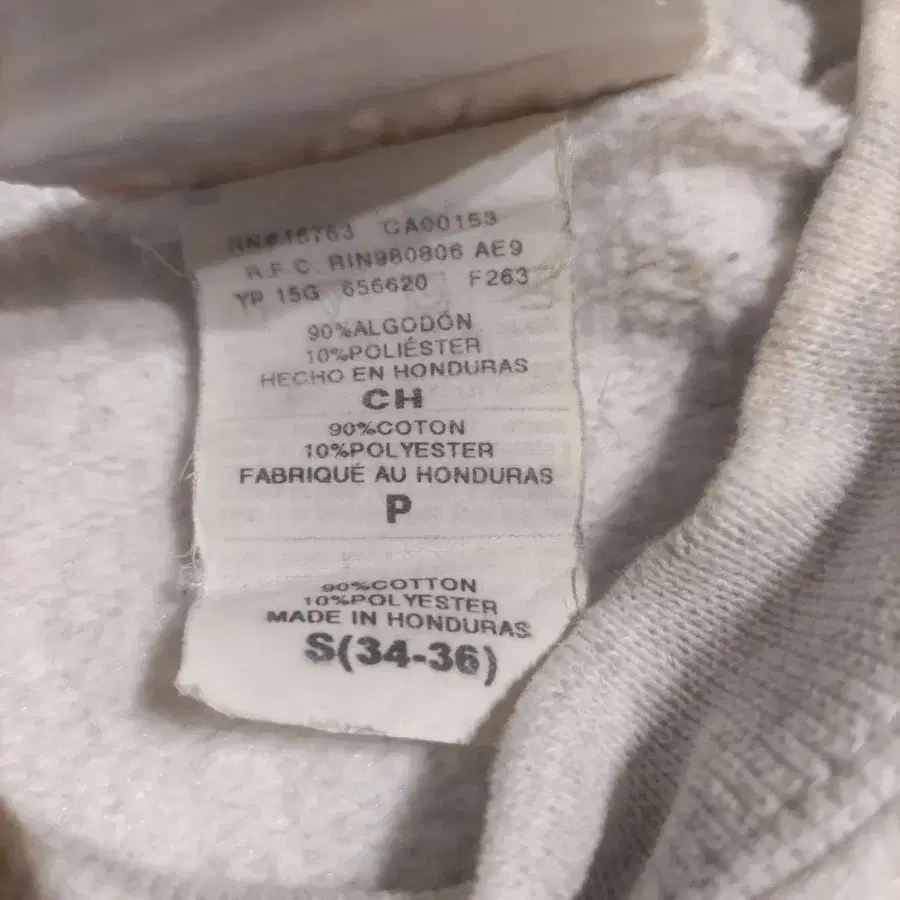 RN#16763 CA00153
R.F C. RIN980806 AE9
YP 15G 656620 F263
90%ALGODÓN
10%POLIÉSTER
HECHO EN HONDURAS
CH
90%COTON
10%POLYESTER
FABRIQUÉ AU HONDURAS
P
90%COTTON
10%POLYESTER
MADE IN HONDURAS
S(34-36)